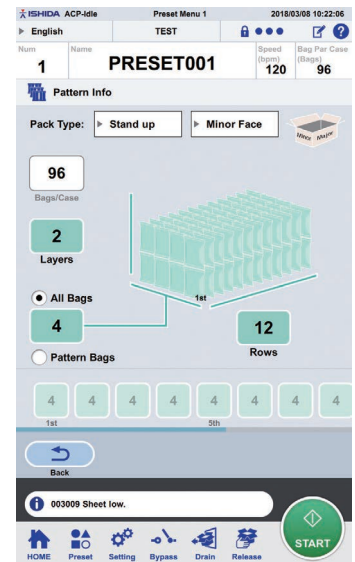 ISHIDA ACP-Idle Preset Menu 1 2018/03/08 10:22:06
English TEST
Num Name Speed (bpm) Bag Par Case (Bags)
1 PRESET001 120 96
Pattern Info
Pack Type: Stand up Minor Face
Minor Major
96
Bags/Case
2
Layers
1st
All Bags
4 12
Rows
Pattern Bags
4 4 4 4 4 4 4 4
1st 5th
Back
003009 Sheet low.
HOME Preset Setting Bypass Drain Release START